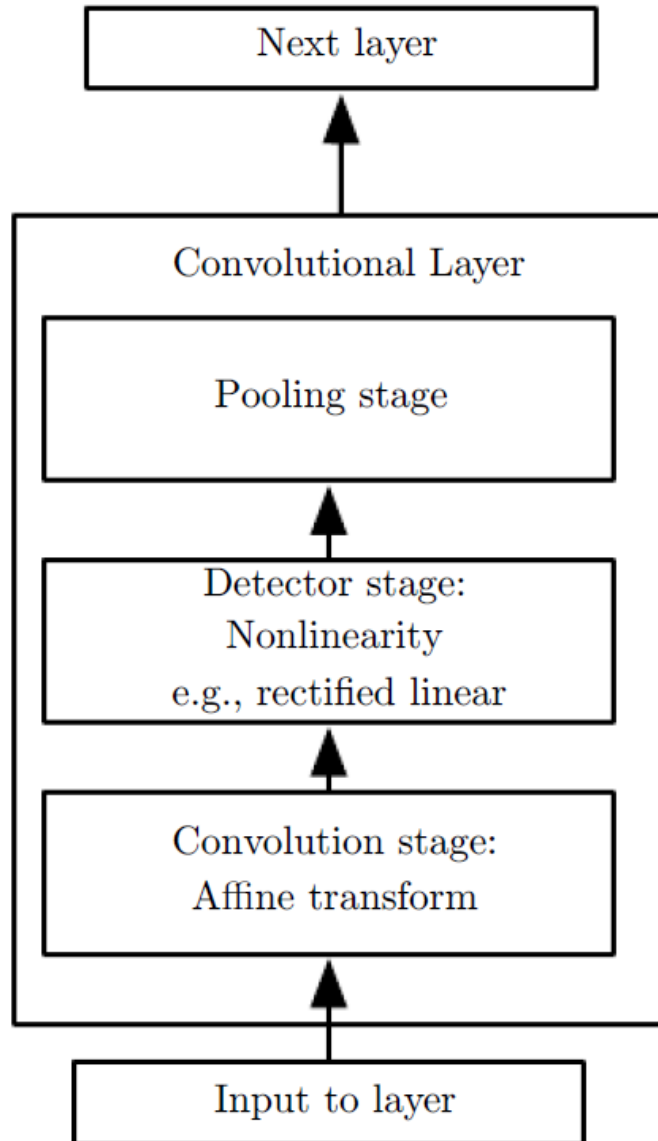 Next layer
Convolutional Layer
Pooling stage
Detector stage:
Nonlinearity
e.g., rectified linear
Convolution stage:
Affine transform
Input to layer